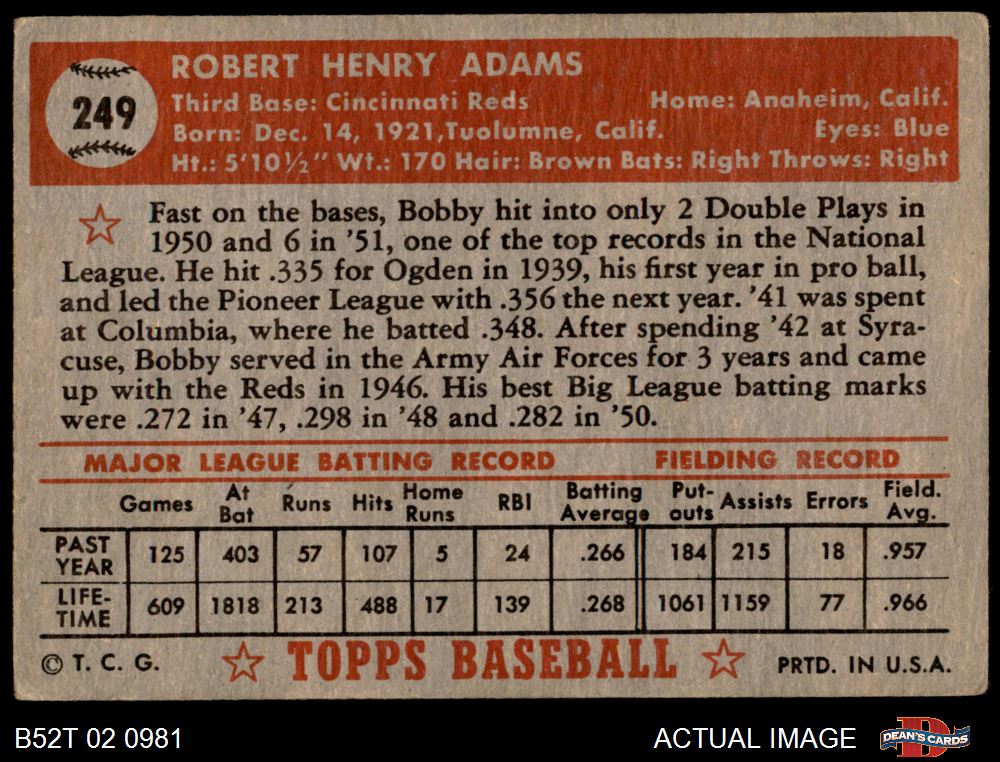 249
ROBERT HENRY ADAMS
Third Base: Cincinnati Reds Home: Anaheim, Calif.
Born: Dec. 14, 1921,Tuolumne, Calif. Eyes: Blue
Ht.: 5'10½" Wt.: 170 Hair: Brown Bats: Right Throws: Right
Fast on the bases, Bobby hit into only 2 Double Plays in
1950 and 6 in '51, one of the top records in the National
League. He hit .335 for Ogden in 1939, his first year in pro ball,
and led the Pioneer League with .356 the next year. '41 was spent
at Columbia, where he batted .348. After spending '42 at Syra-
cuse, Bobby served in the Army Air Forces for 3 years and came
up with the Reds in 1946. His best Big League batting marks
were .272 in '47, .298 in '48 and .282 in '50.
MAJOR LEAGUE BATTING RECORD FIELDING RECORD
Games At Bat Runs Hits Home Runs RBI Batting Average Put-outs Assists Errors Field. Avg.
PAST YEAR 125 403 57 107 5 24 .266 184 215 18 .957
LIFE-TIME 609 1818 213 488 17 139 .268 1061 1159 77 .966
© T. C. G. TOPPS BASEBALL PRTD. IN U.S.A.
B52T 02 0981 ACTUAL IMAGE D DEAN'S CARDS